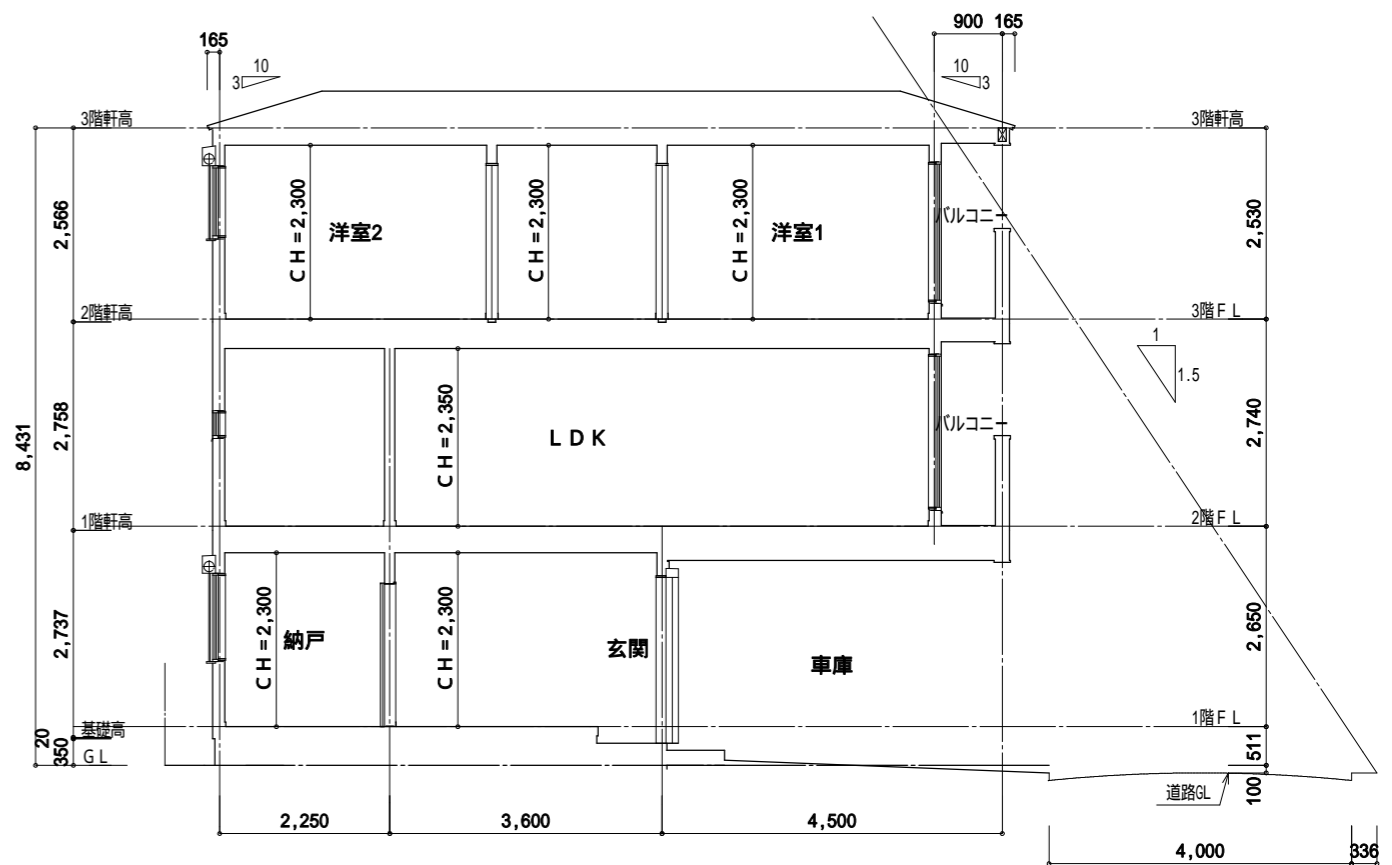 900 165
165
10
3
10
3
3階軒高
3階軒高
2,566
CH=2,300
洋室2
CH=2,300
CH=2,300
洋室1
バルコニー
2,530
2階軒高
3階FL
1
1.5
8,431
2,758
CH=2,350
LDK
バルコニー
2,740
1階軒高
2階FL
2,737
CH=2,300
納戸
CH=2,300
玄関
車庫
2,650
基礎高
1階FL
20
350
GL
511
100
道路GL
2,250
3,600
4,500
4,000
336